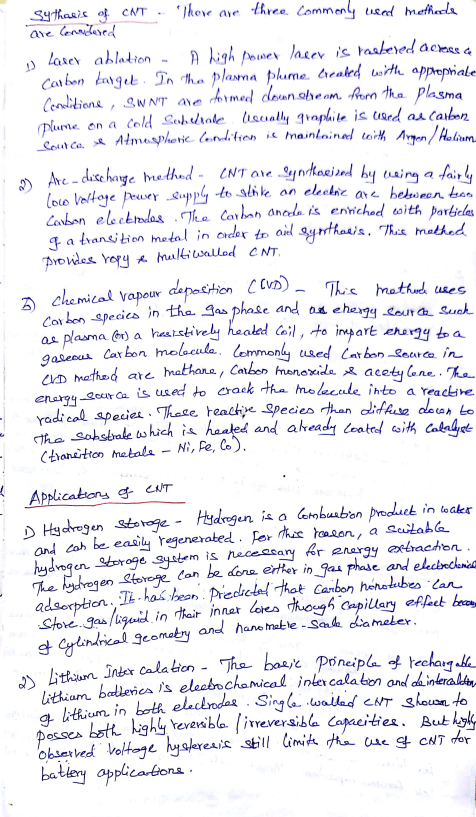 Sythesis of CNT - There are three Commonly used methods
are Considered
1) Laser ablation - A high power laser is rastered across a
Carbon target. In the plasma plume Created with appropriate
Conditions, SWNT are formed downstream from the Plasma
plume on a Cold Substrate. Usually graphite is used as Carbon
Source & Atmospheric Condition is maintained with Argon/Helium
2) Arc-discharge method - CNT are synthesized by using a fairly
low voltage power supply to strike an electric arc between two
Carbon electrodes. The Carbon anode is enriched with particles
of a transition metal in order to aid synthesis. This method
provides ropy & multiwalled CNT.
3) Chemical vapour deposition (CVD) - This method uses
Carbon species in the gas phase and an energy source such
as plasma (or) a resistively heated coil, to impart energy to a
gaseous Carbon molecule. Commonly used Carbon Source in
CVD method are methane, Carbon monoxide & acetylene. The
energy source is used to crack the molecule into a reactive
radical species. These reactive species then diffuse down to
the substrate which is heated and already Coated with Catalyst
(transition metals - Ni, Fe, Co).
Applications of CNT
1) Hydrogen storage - Hydrogen is a Combustion product in water
and can be easily regenerated. For this reason, a Suitable
hydrogen storage system is necessary for energy extraction.
The hydrogen Storage Can be done either in gas phase and electrochemical
adsorption. It has been Predicted that Carbon nanotubes can
Store gas/liquid in their inner Cores through Capillary effect because
of Cylindrical geometry and nanometre-Scale diameter.
2) Lithium Inter calation - The basic Principle of rechargeable
lithium batteries is electrochemical intercalation and deintercalation
of lithium in both electrodes. Single walled CNT Shown to
posses both highly reversible / irreversible Capacities. But highly
Observed Voltage hysteresis still limits the use of CNT for
battery applications.